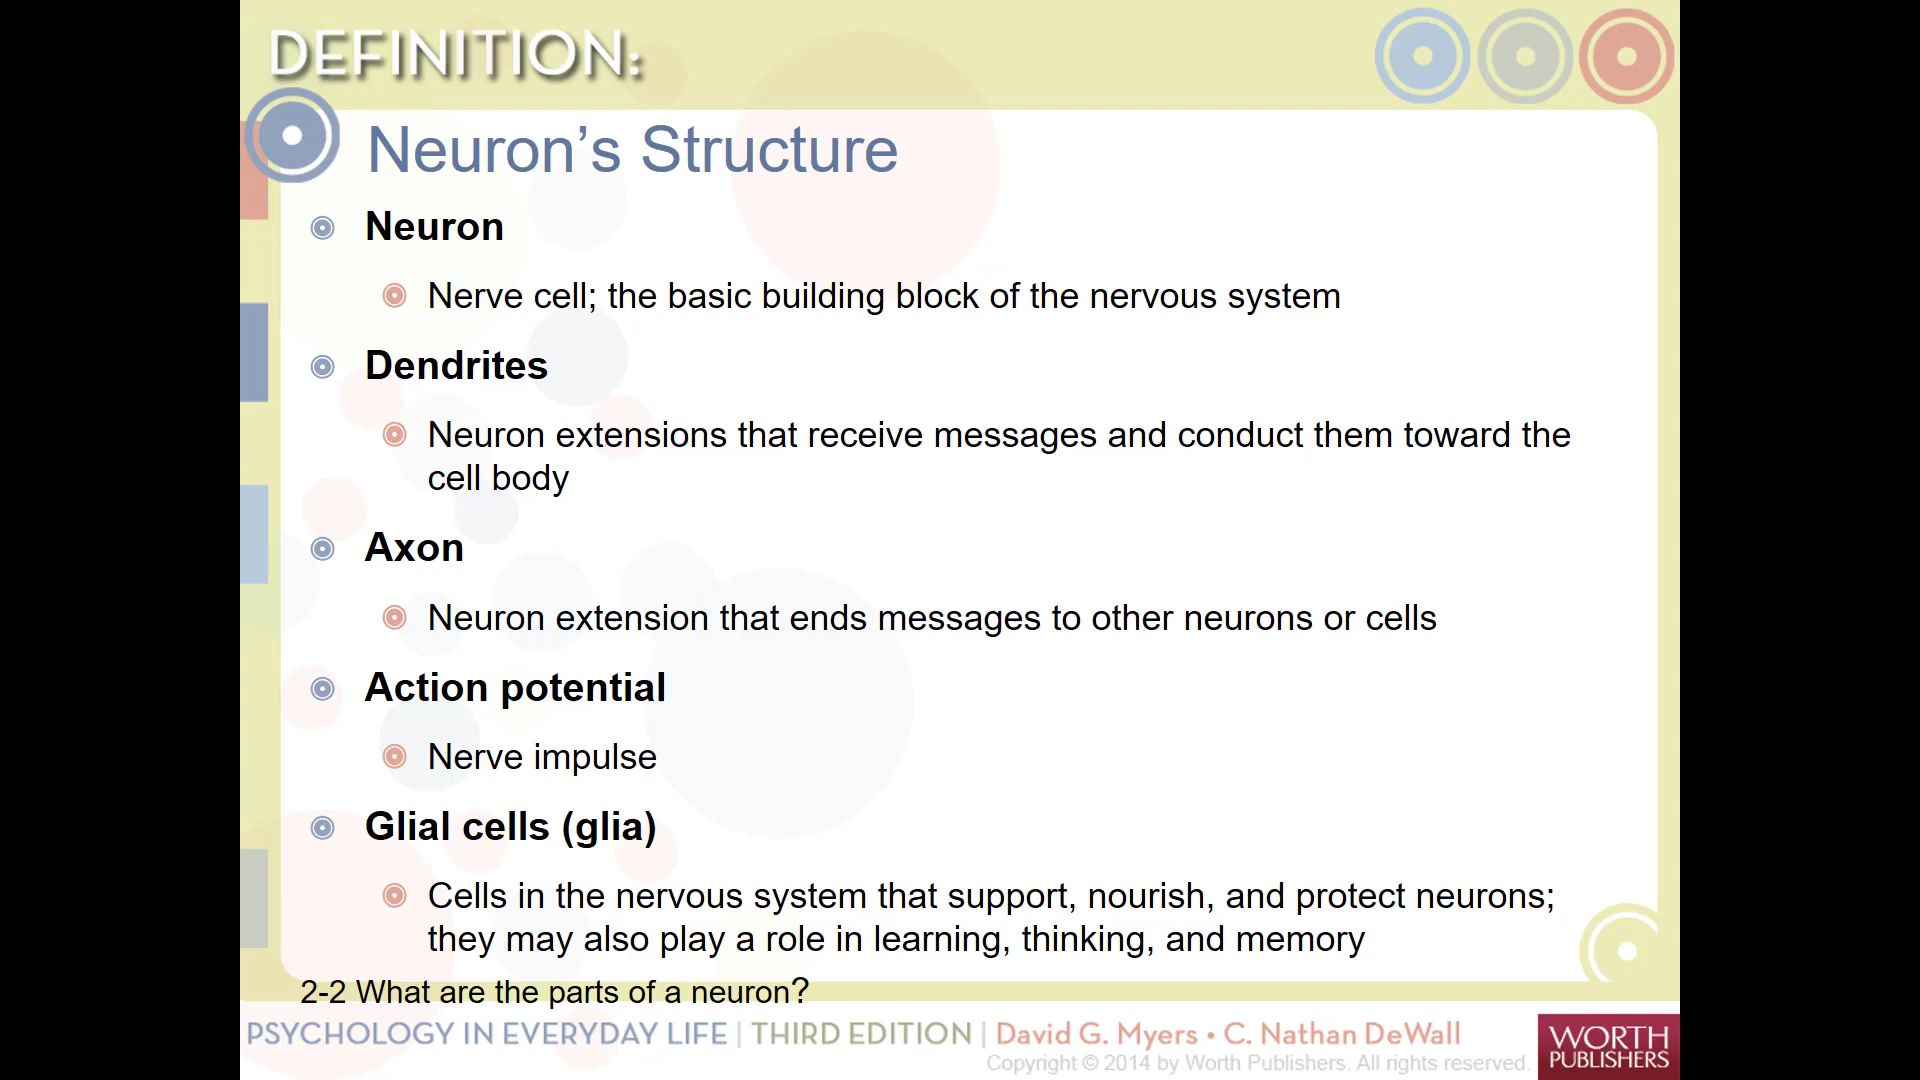 DEFINITION:
Neuron’s Structure
Neuron
Nerve cell; the basic building block of the nervous system
Dendrites
Neuron extensions that receive messages and conduct them toward the
cell body
Axon
Neuron extension that ends messages to other neurons or cells
Action potential
Nerve impulse
Glial cells (glia)
Cells in the nervous system that support, nourish, and protect neurons;
they may also play a role in learning, thinking, and memory
2-2 What are the parts of a neuron?
PSYCHOLOGY IN EVERYDAY LIFE | THIRD EDITION | David G. Myers • C. Nathan DeWall
Copyright © 2014 by Worth Publishers. All rights reserved.
WORTH
PUBLISHERS